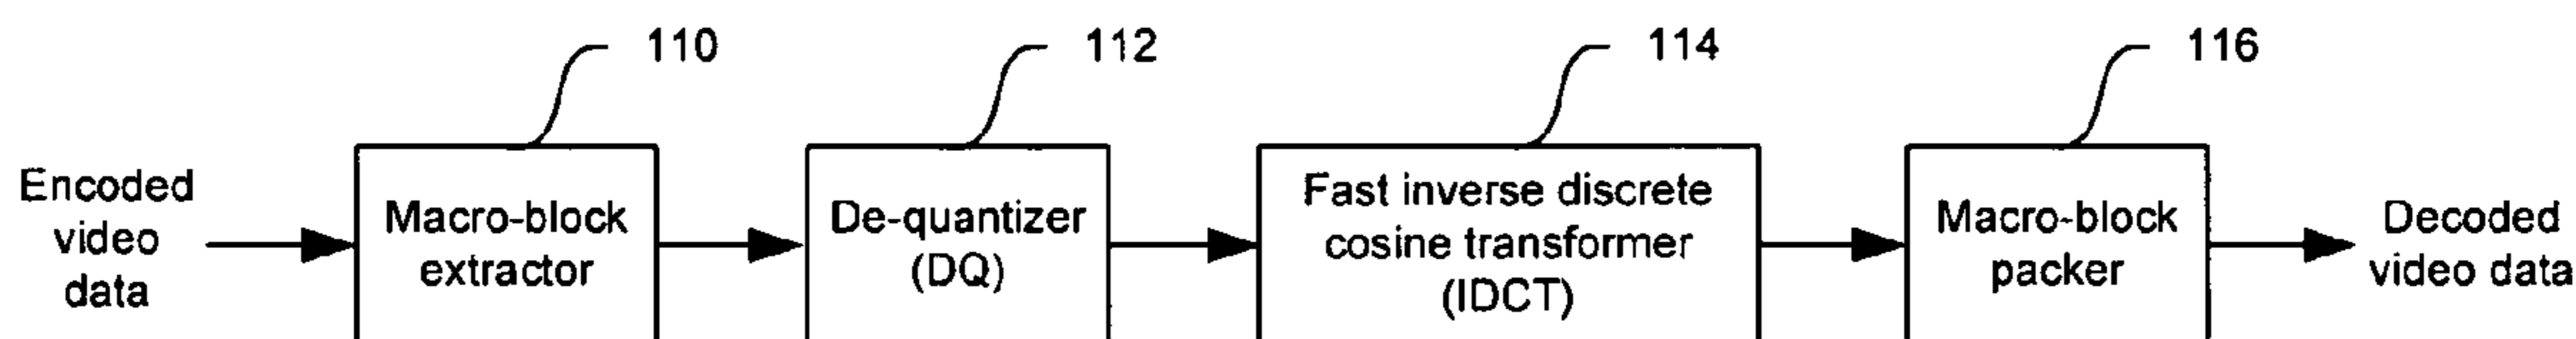 110
112
114
116
Encoded
video
data
Macro-block
extractor
De-quantizer
(DQ)
Fast inverse discrete
cosine transformer
(IDCT)
Macro-block
packer
Decoded
video data